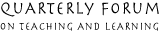 QUARTERLY FORUM
ON TEACHING AND LEARNING